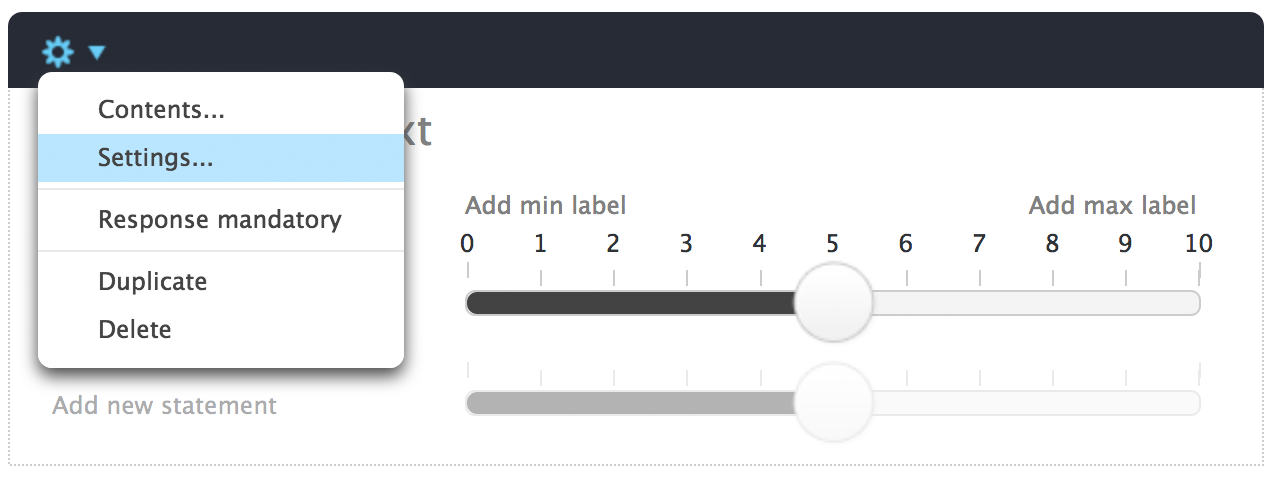 Contents...
Settings...
Response mandatory
Duplicate
Delete
Add min label
Add max label
0 1 2 3 4 5 6 7 8 9 10
Add new statement